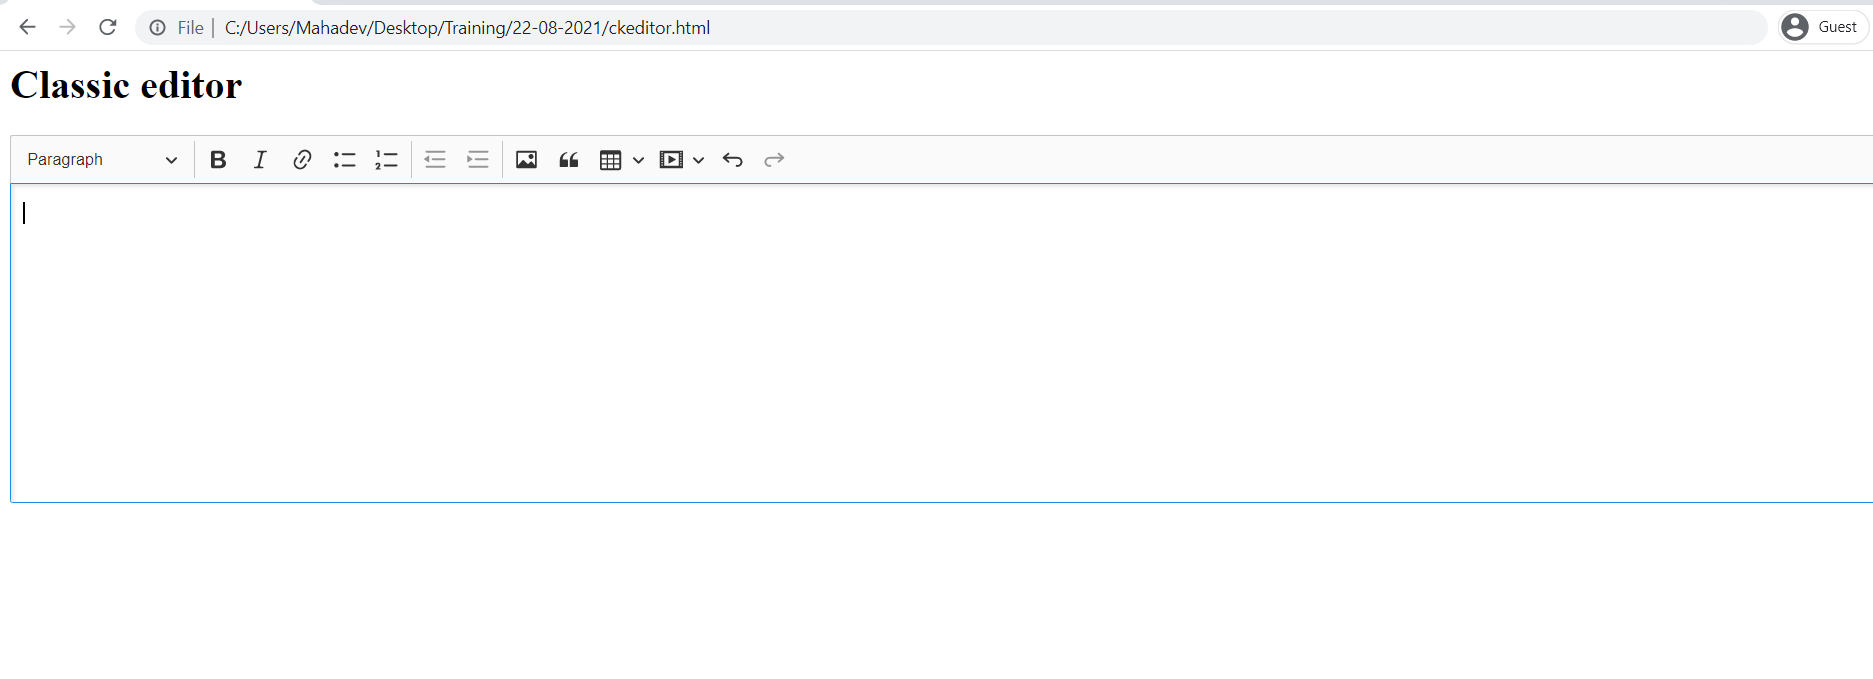 File | C:/Users/Mahadev/Desktop/Training/22-08-2021/ckeditor.html Guest
Classic editor
Paragraph